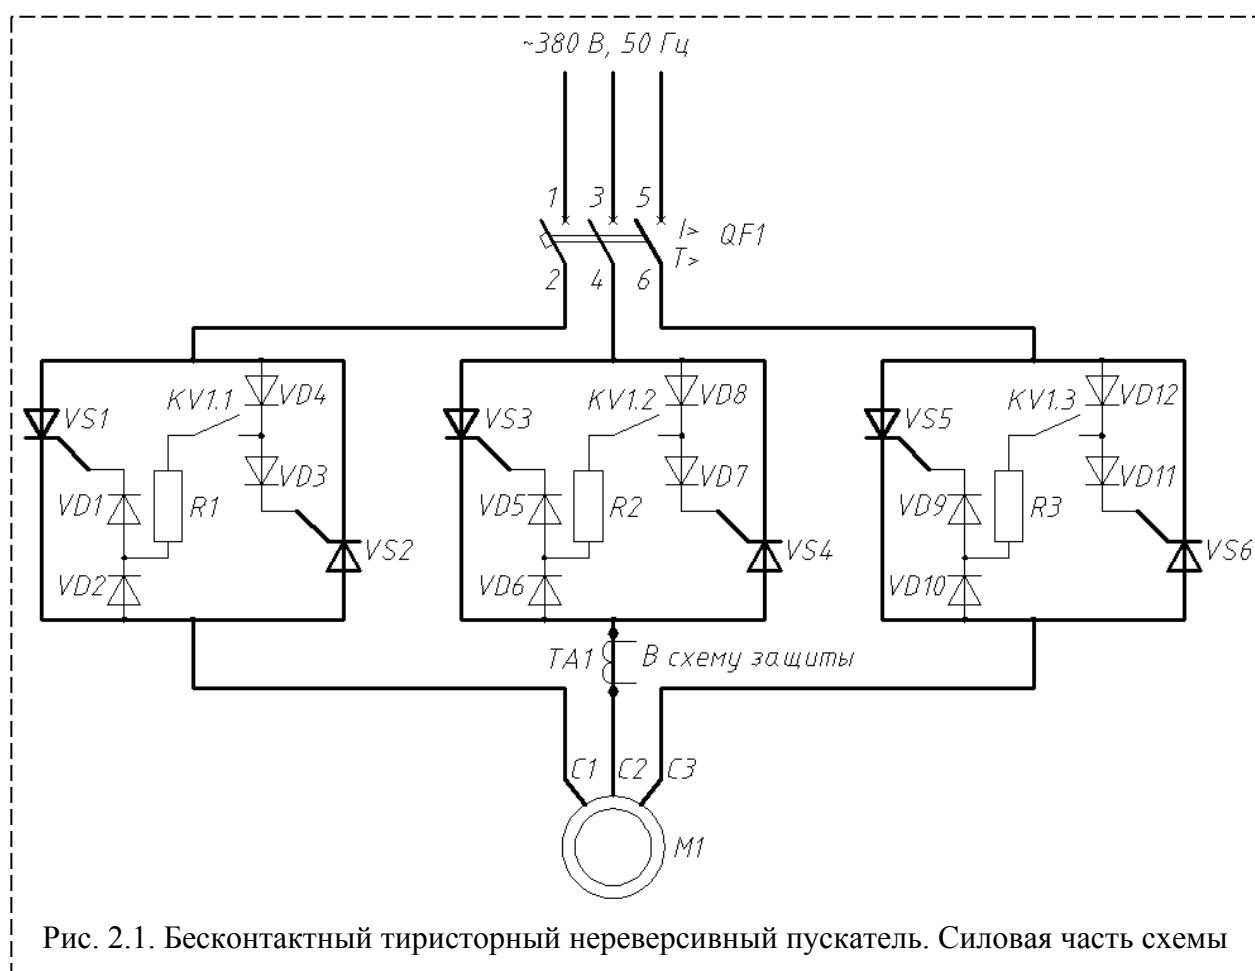 ~380 В, 50 Гц
1 3 5
I> QF1
T>
2 4 6
KV1.1 VD4 KV1.2 VD8 KV1.3 VD12
VS1 VS3 VS5
VD3 VD7 VD11
VD1 R1 VD5 R2 VD9 R3
VS2 VS4 VS6
VD2 VD6 VD10
TA1 В схему защиты
C1 C2 C3
M1
Рис. 2.1. Бесконтактный тиристорный нереверсивный пускатель. Силовая часть схемы